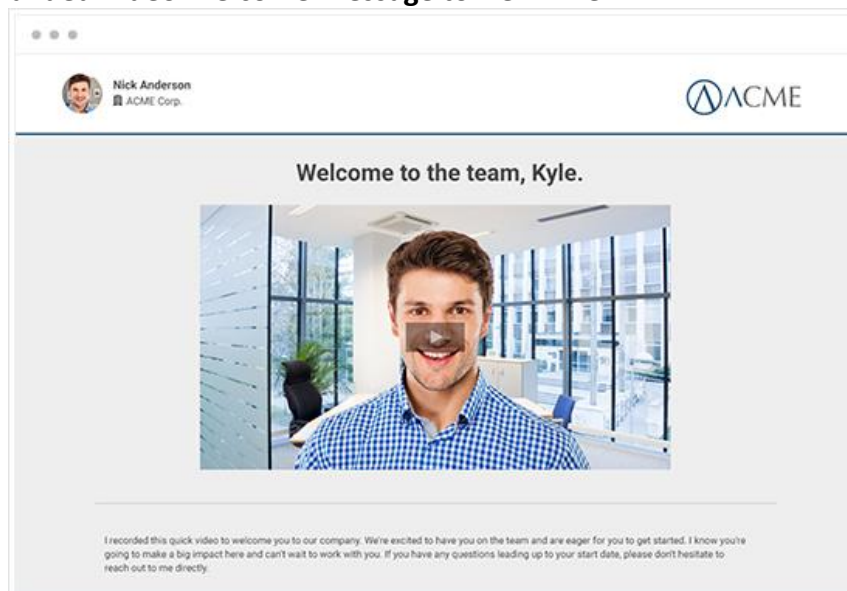 Nick Anderson
ACME Corp.
ACME
Welcome to the team, Kyle.
I recorded this quick video to welcome you to our company. We're excited to have you on the team and are eager for you to get started. I know you're
going to make a big impact here and can't wait to work with you. If you have any questions leading up to your start date, please don't hesitate to
reach out to me directly.